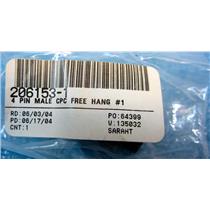 206153-1
4 PIN MALE CPC FREE HANG #1
RD:06/03/04 PO:64399
PD:06/17/04 W:135032
CNT:1 SARAHT